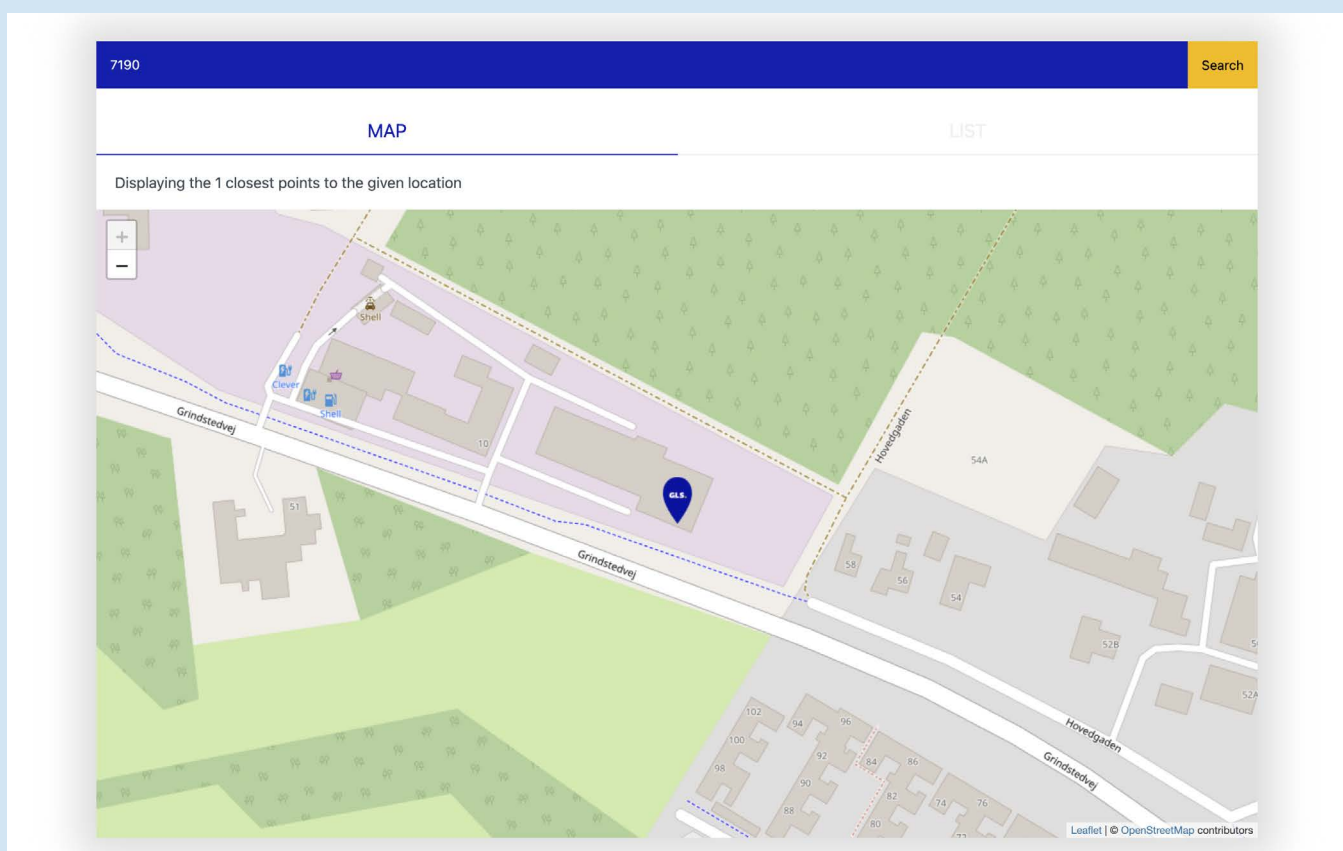 7190
Search
MAP
LIST
Displaying the 1 closest points to the given location
+
−
Shell
Clever
Shell
Grindstedvej
10
Hovedgaden
54A
GLS.
51
Grindstedvej
58
56
54
52B
52A
102
94
96
100
92
84
86
98
90
82
74
76
88
80
72
Hovedgaden
Grindstedvej
Leaflet | © OpenStreetMap contributors